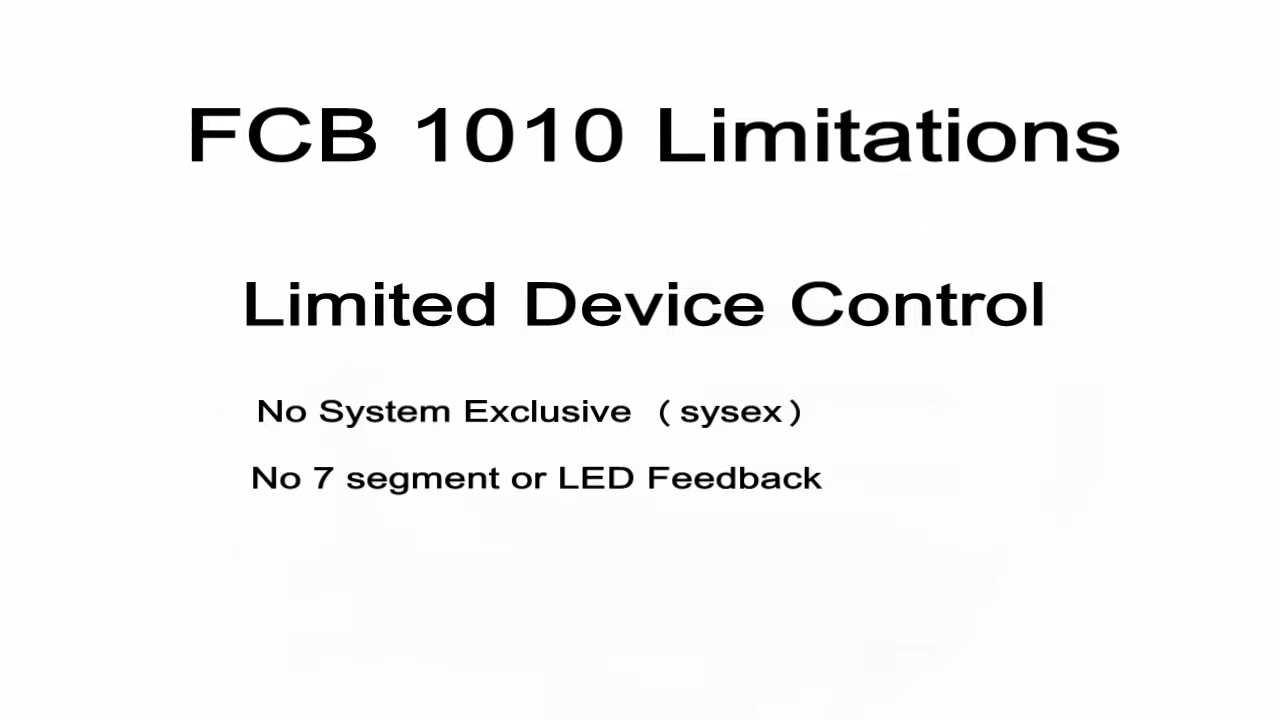 FCB 1010 Limitations
Limited Device Control
No System Exclusive (sysex)
No 7 segment or LED Feedback